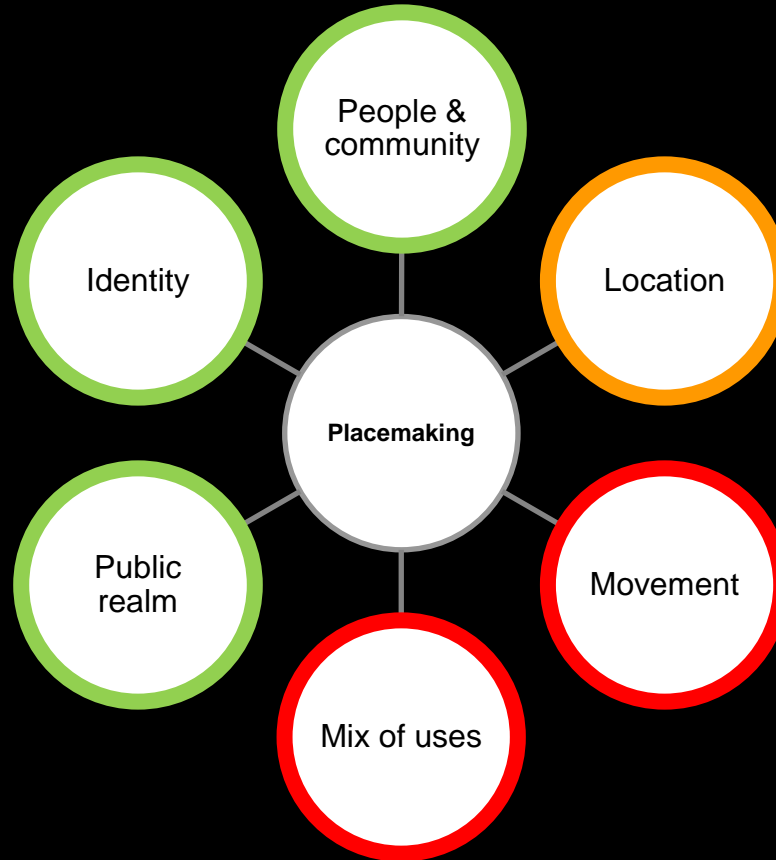 People &
community
Identity
Location
Placemaking
Public
realm
Movement
Mix of uses